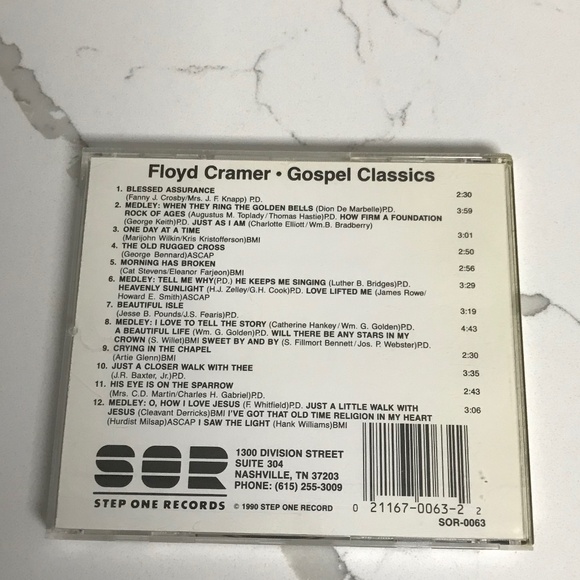 Floyd Cramer • Gospel Classics
1. BLESSED ASSURANCE
(Fanny J. Crosby/Mrs. J. F. Knapp) P.D. 2:30
2. MEDLEY: WHEN THEY RING THE GOLDEN BELLS (Dion De Marbelle)P.D. 3:59
ROCK OF AGES (Augustus M. Toplady/Thomas Hastie)P.D. HOW FIRM A FOUNDATION
(George Keith)P.D. JUST AS I AM (Charlotte Elliott/Wm.B. Bradberry)
3. ONE DAY AT A TIME 3:01
(Marijohn Wilkin/Kris Kristofferson)BMI
4. THE OLD RUGGED CROSS 2:50
(George Bennard)ASCAP
5. MORNING HAS BROKEN 2:56
(Cat Stevens/Eleanor Farjeon)BMI
6. MEDLEY: TELL ME WHY(P.D.) HE KEEPS ME SINGING (Luther B. Bridges)P.D. 3:29
HEAVENLY SUNLIGHT (H.J. Zelley/G.H. Cook)P.D. LOVE LIFTED ME (James Rowe/
Howard E. Smith)ASCAP
7. BEAUTIFUL ISLE 3:19
(Jesse B. Pounds/J.S. Fearis)P.D.
8. MEDLEY: I LOVE TO TELL THE STORY (Catherine Hankey/Wm. G. Golden)P.D. 4:43
A BEAUTIFUL LIFE (Wm. G. Golden)P.D. WILL THERE BE ANY STARS IN MY
CROWN (S. Willet)BMI SWEET BY AND BY (S. Fillmort Bennett/Jos. P. Webster)P.D.
9. CRYING IN THE CHAPEL 2:30
(Artie Glenn)BMI
10. JUST A CLOSER WALK WITH THEE 3:35
(J.R. Baxter, Jr.)P.D.
11. HIS EYE IS ON THE SPARROW 2:43
(Mrs. C.D. Martin/Charles H. Gabriel)P.D.
12. MEDLEY: O, HOW I LOVE JESUS (F. Whitfield)P.D. JUST A LITTLE WALK WITH 3:06
JESUS (Cleavant Derricks)BMI I'VE GOT THAT OLD TIME RELIGION IN MY HEART
(Hurdist Milsap)ASCAP I SAW THE LIGHT (Hank Williams)BMI
SOR
STEP ONE RECORDS
1300 DIVISION STREET
SUITE 304
NASHVILLE, TN 37203
PHONE: (615) 255-3009
© 1990 STEP ONE RECORD
0 21167-0063-2 2
SOR-0063